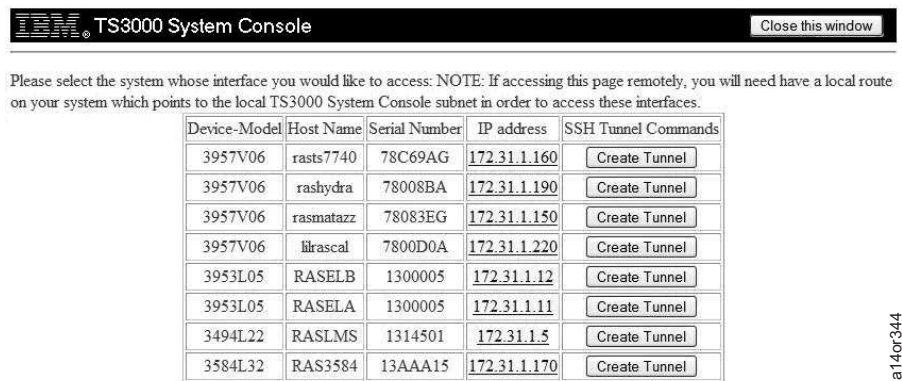 IBM® TS3000 System Console Close this window
Please select the system whose interface you would like to access: NOTE: If accessing this page remotely, you will need have a local route
on your system which points to the local TS3000 System Console subnet in order to access these interfaces.
Device-Model Host Name Serial Number IP address SSH Tunnel Commands
3957V06 rasts7740 78C69AG 172.31.1.160 Create Tunnel
3957V06 rashydra 78008BA 172.31.1.190 Create Tunnel
3957V06 rasmatazz 78083EG 172.31.1.150 Create Tunnel
3957V06 lilrascal 7800D0A 172.31.1.220 Create Tunnel
3953L05 RASELB 1300005 172.31.1.12 Create Tunnel
3953L05 RASELA 1300005 172.31.1.11 Create Tunnel
3494L22 RASLMS 1314501 172.31.1.5 Create Tunnel
3584L32 RAS3584 13AAA15 172.31.1.170 Create Tunnel
a14or344